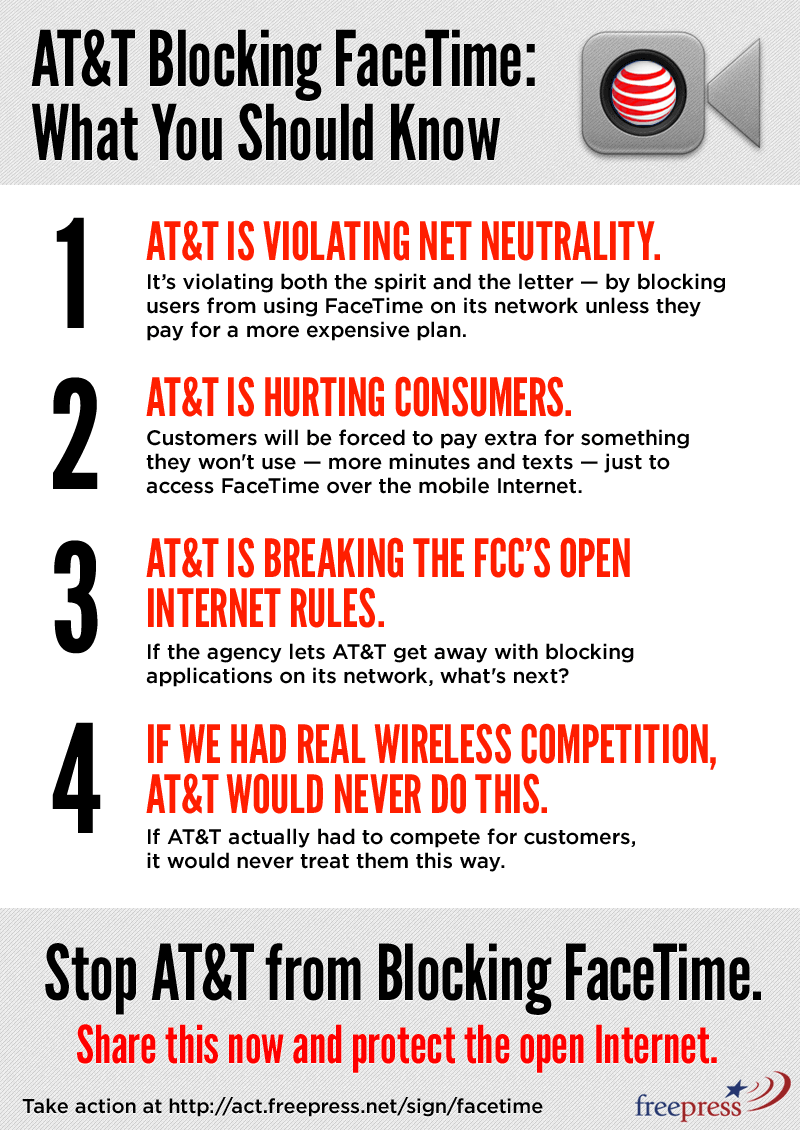 AT&T Blocking FaceTime:
What You Should Know
1
AT&T IS VIOLATING NET NEUTRALITY.
It’s violating both the spirit and the letter — by blocking
users from using FaceTime on its network unless they
pay for a more expensive plan.
2
AT&T IS HURTING CONSUMERS.
Customers will be forced to pay extra for something
they won't use — more minutes and texts — just to
access FaceTime over the mobile Internet.
3
AT&T IS BREAKING THE FCC’S OPEN
INTERNET RULES.
If the agency lets AT&T get away with blocking
applications on its network, what's next?
4
IF WE HAD REAL WIRELESS COMPETITION,
AT&T WOULD NEVER DO THIS.
If AT&T actually had to compete for customers,
it would never treat them this way.
Stop AT&T from Blocking FaceTime.
Share this now and protect the open Internet.
Take action at http://act.freepress.net/sign/facetime
freepress